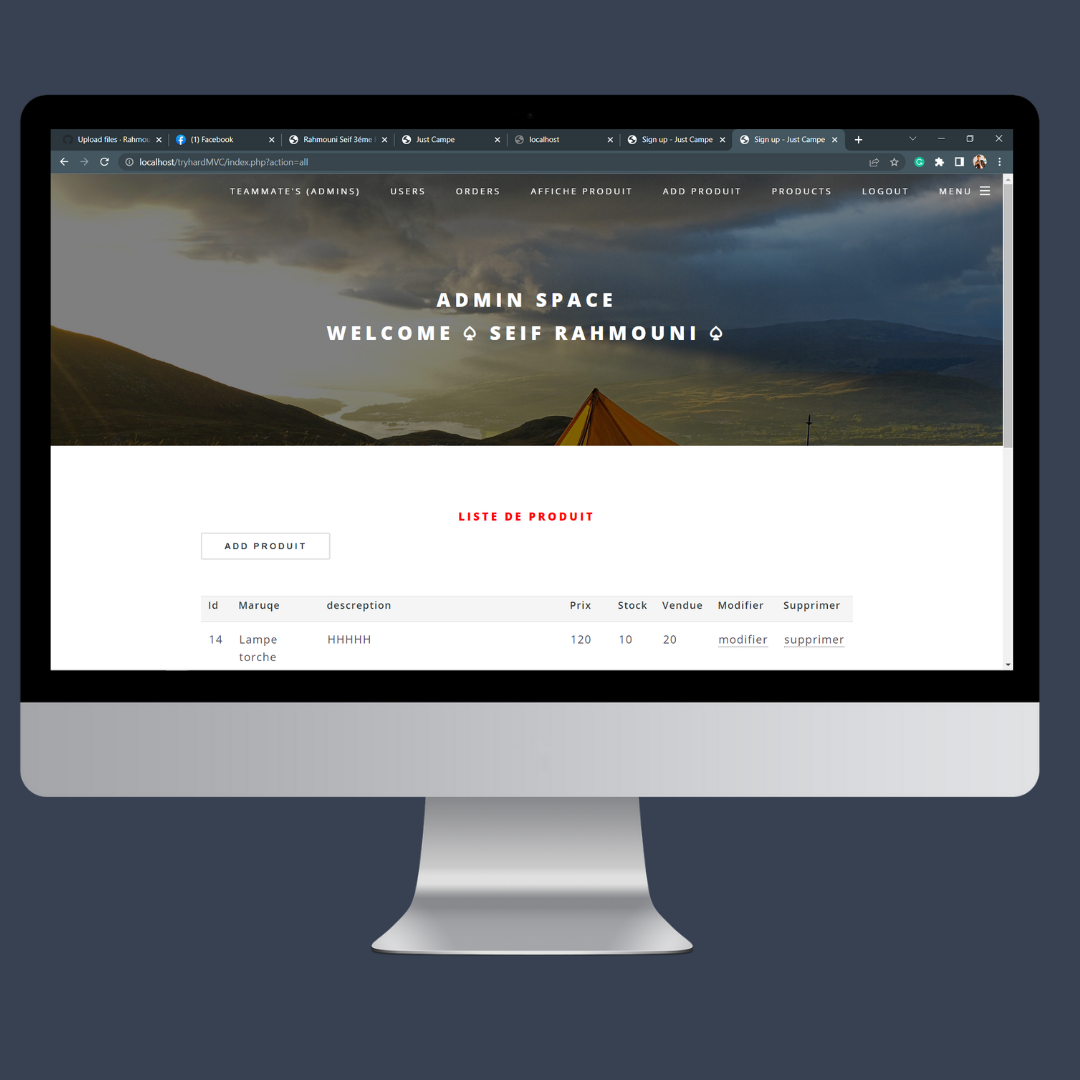 Upload files · Rahmou
(1) Facebook
Rahmouni Seif 3éme
Just Campe
localhost
Sign up - Just Campe
Sign up - Just Campe
localhost/tryhardMVC/index.php?action=all
TEAMMATE'S (ADMINS) USERS ORDERS AFFICHE PRODUIT ADD PRODUIT PRODUCTS LOGOUT MENU
ADMIN SPACE
WELCOME ♤ SEIF RAHMOUNI ♤
LISTE DE PRODUIT
ADD PRODUIT
Id Maruqe descreption Prix Stock Vendue Modifier Supprimer
14 Lampe HHHHH 120 10 20 modifier supprimer
torche